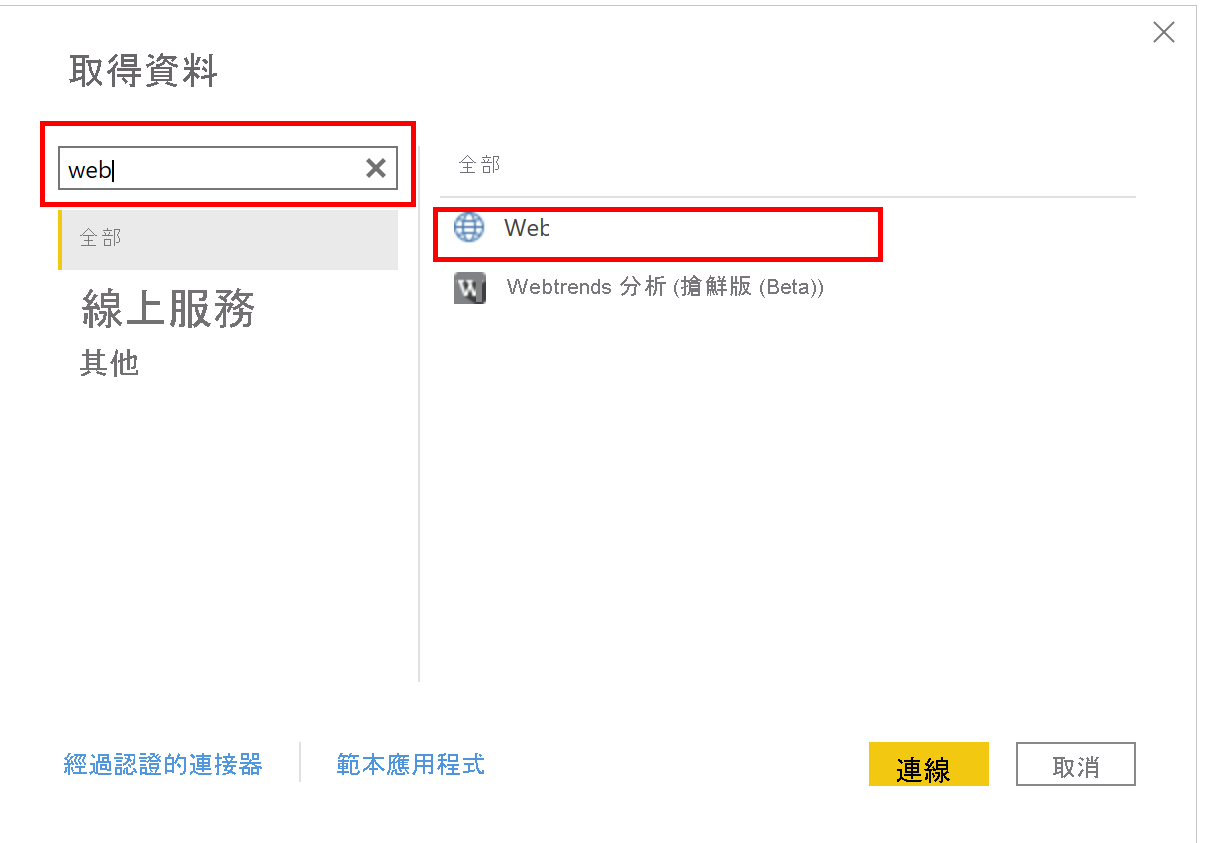 取得資料
web
全部
線上服務
其他
全部
Web
Webtrends 分析 (搶鮮版 (Beta))
經過認證的連接器
範本應用程式
連線
取消